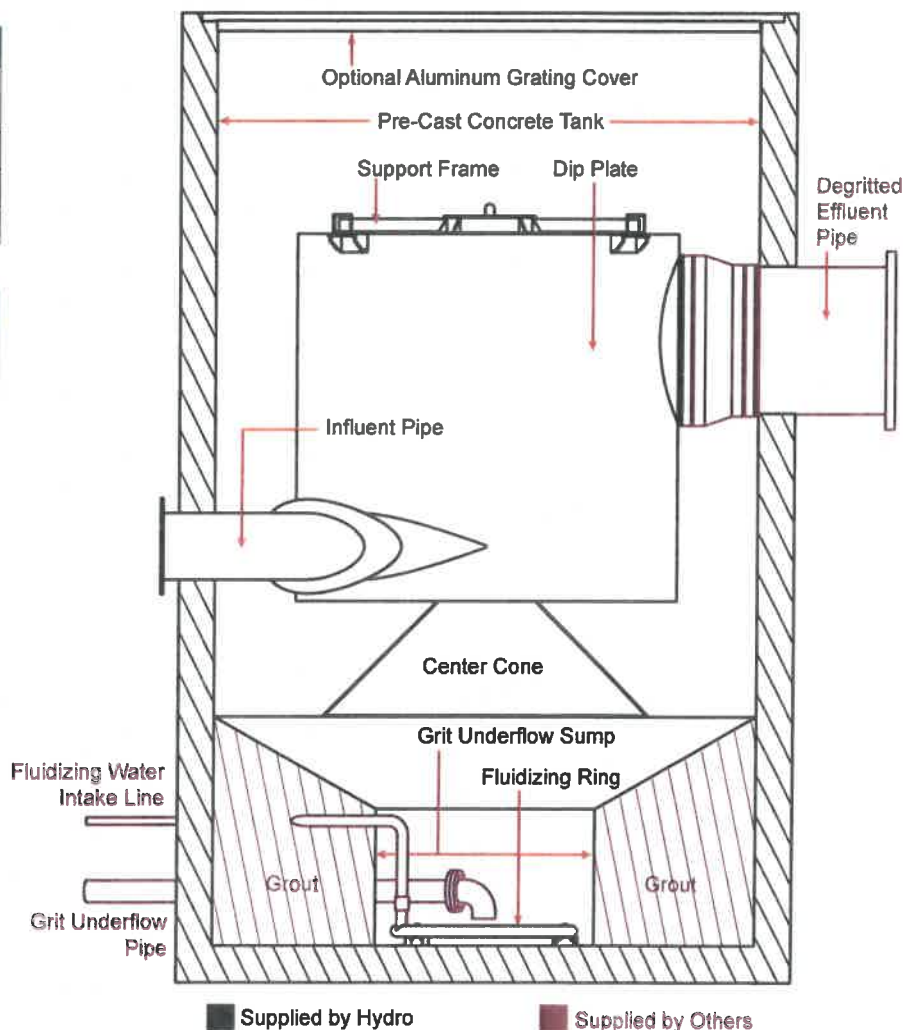 Optional Aluminum Grating Cover
Pre-Cast Concrete Tank
Support Frame
Dip Plate
Degritted
Effluent
Pipe
Influent Pipe
Center Cone
Grit Underflow Sump
Fluidizing Ring
Fluidizing Water
Intake Line
Grout
Grout
Grit Underflow
Pipe
Supplied by Hydro
Supplied by Others